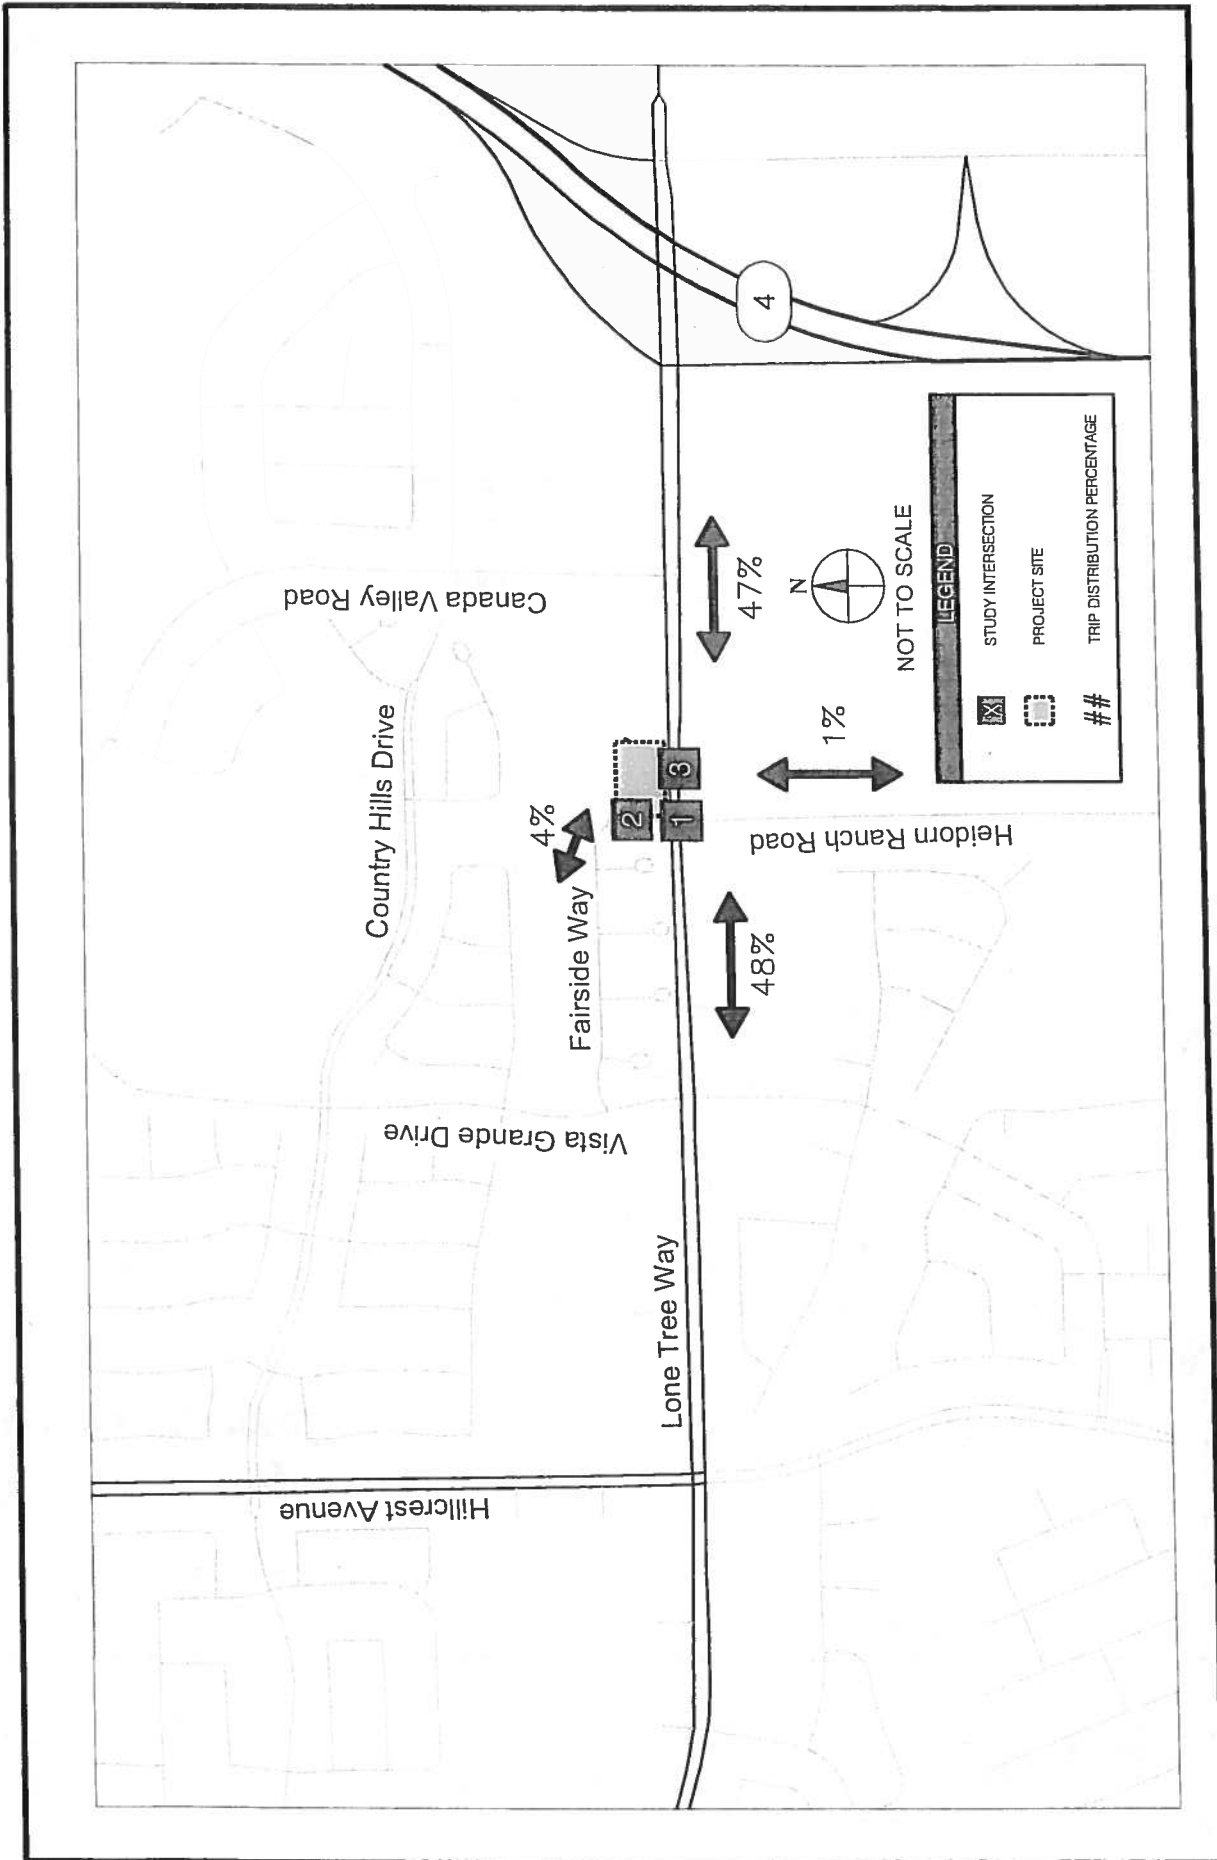 Country Hills Drive
Canada Valley Road
Hillcrest Avenue
Vista Grande Drive
Fairside Way
4%
2
1
3
4
Lone Tree Way
48%
47%
1%
Heidorn Ranch Road
N
NOT TO SCALE
LEGEND
X STUDY INTERSECTION
PROJECT SITE
## TRIP DISTRIBUTION PERCENTAGE